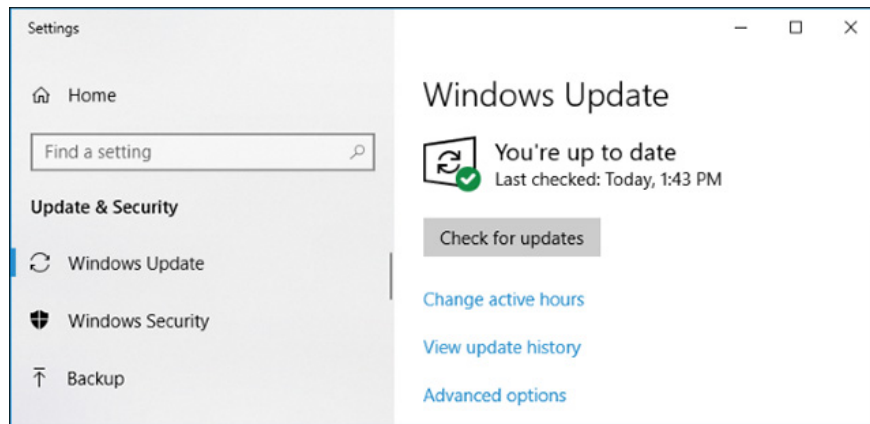 Settings
Home
Find a setting
Update & Security
Windows Update
Windows Security
Backup
Windows Update
You're up to date
Last checked: Today, 1:43 PM
Check for updates
Change active hours
View update history
Advanced options